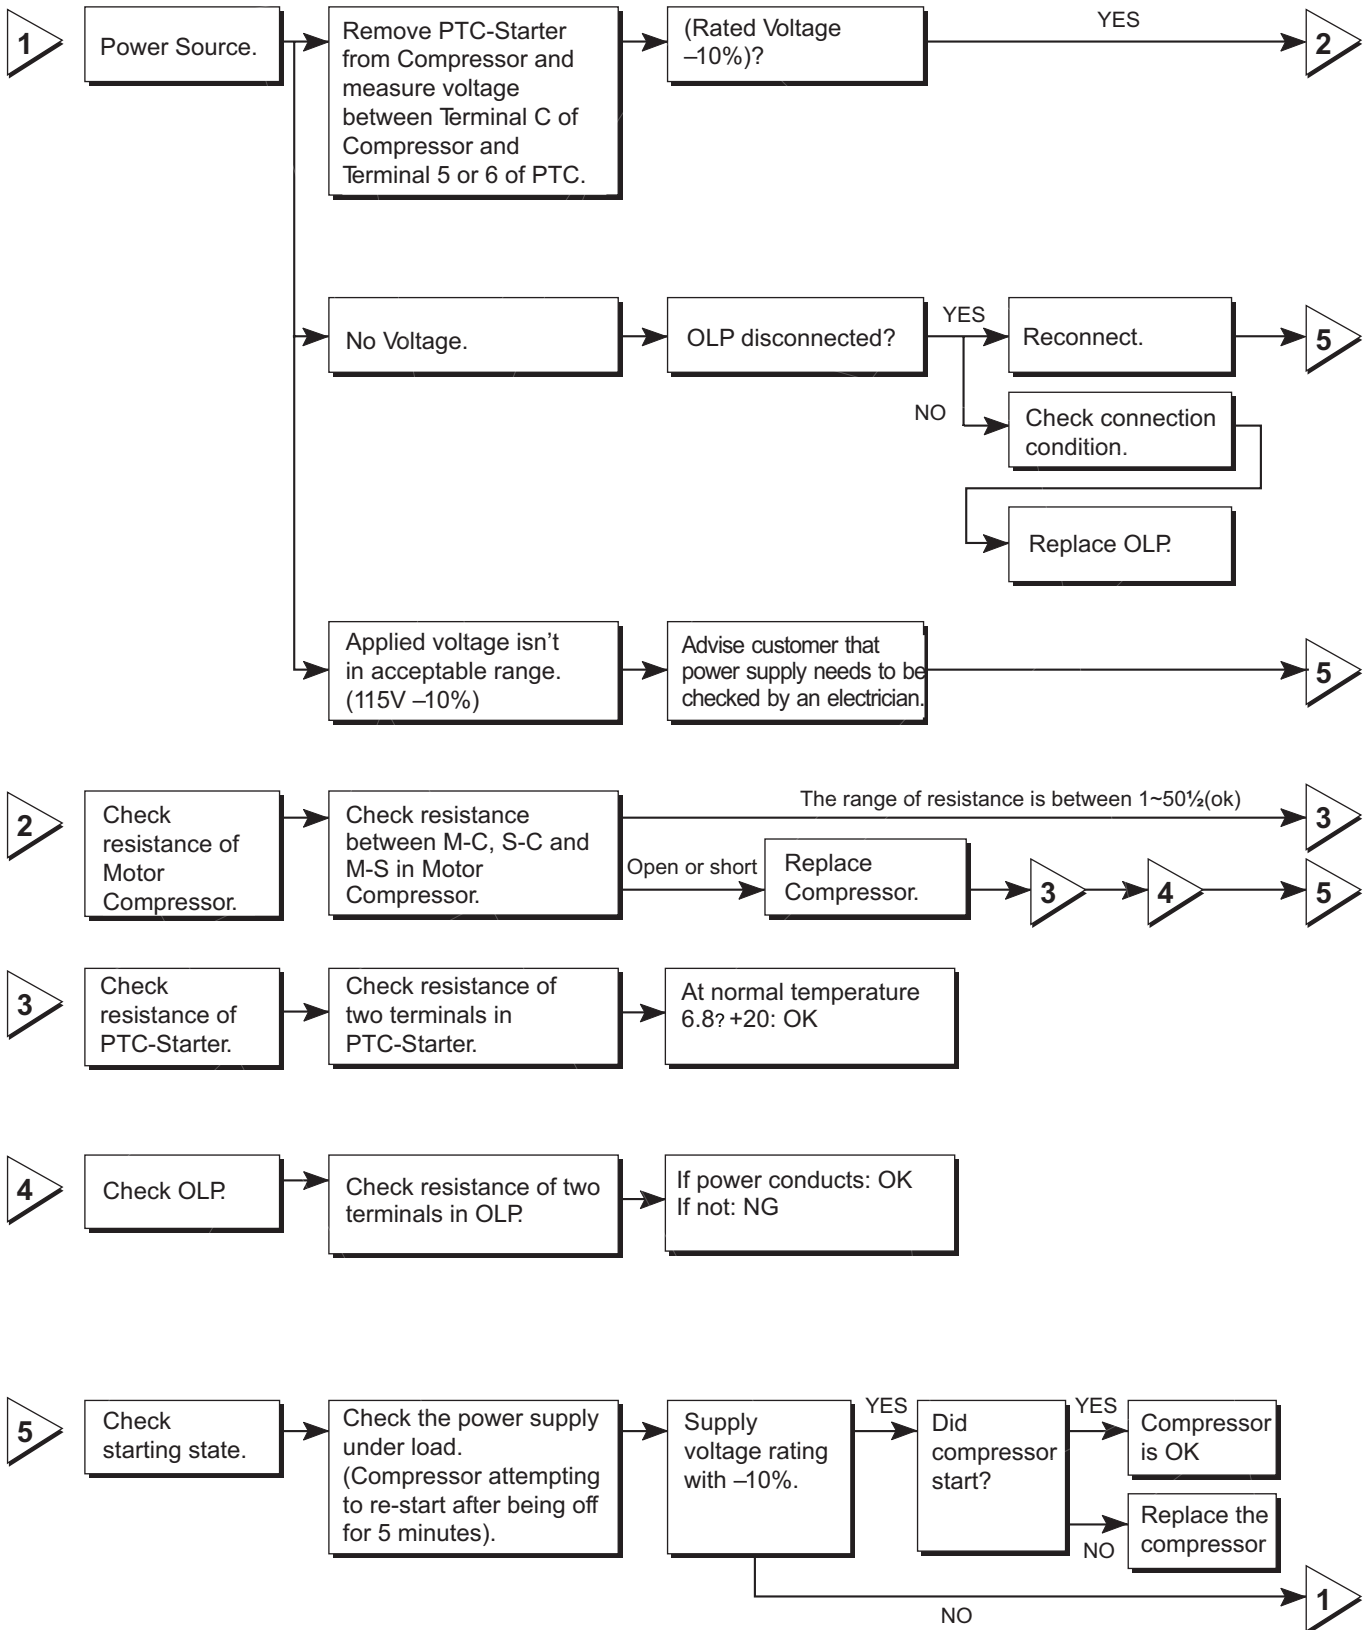 1
Power Source.
Remove PTC-Starter
from Compressor and
measure voltage
between Terminal C of
Compressor and
Terminal 5 or 6 of PTC.
(Rated Voltage
–10%)?
YES
2
No Voltage.
OLP disconnected?
YES
Reconnect.
5
NO
Check connection
condition.
Replace OLP.
Applied voltage isn't
in acceptable range.
(115V –10%)
Advise customer that
power supply needs to be
checked by an electrician.
5
2
Check
resistance of
Motor
Compressor.
Check resistance
between M-C, S-C and
M-S in Motor
Compressor.
The range of resistance is between 1~50½(ok)
3
Open or short
Replace
Compressor.
3
4
5
3
Check
resistance of
PTC-Starter.
Check resistance of
two terminals in
PTC-Starter.
At normal temperature
6.8? +20: OK
4
Check OLP.
Check resistance of two
terminals in OLP.
If power conducts: OK
If not: NG
5
Check
starting state.
Check the power supply
under load.
(Compressor attempting
to re-start after being off
for 5 minutes).
Supply
voltage rating
with –10%.
YES
Did
compressor
start?
YES
Compressor
is OK
NO
Replace the
compressor
NO
1